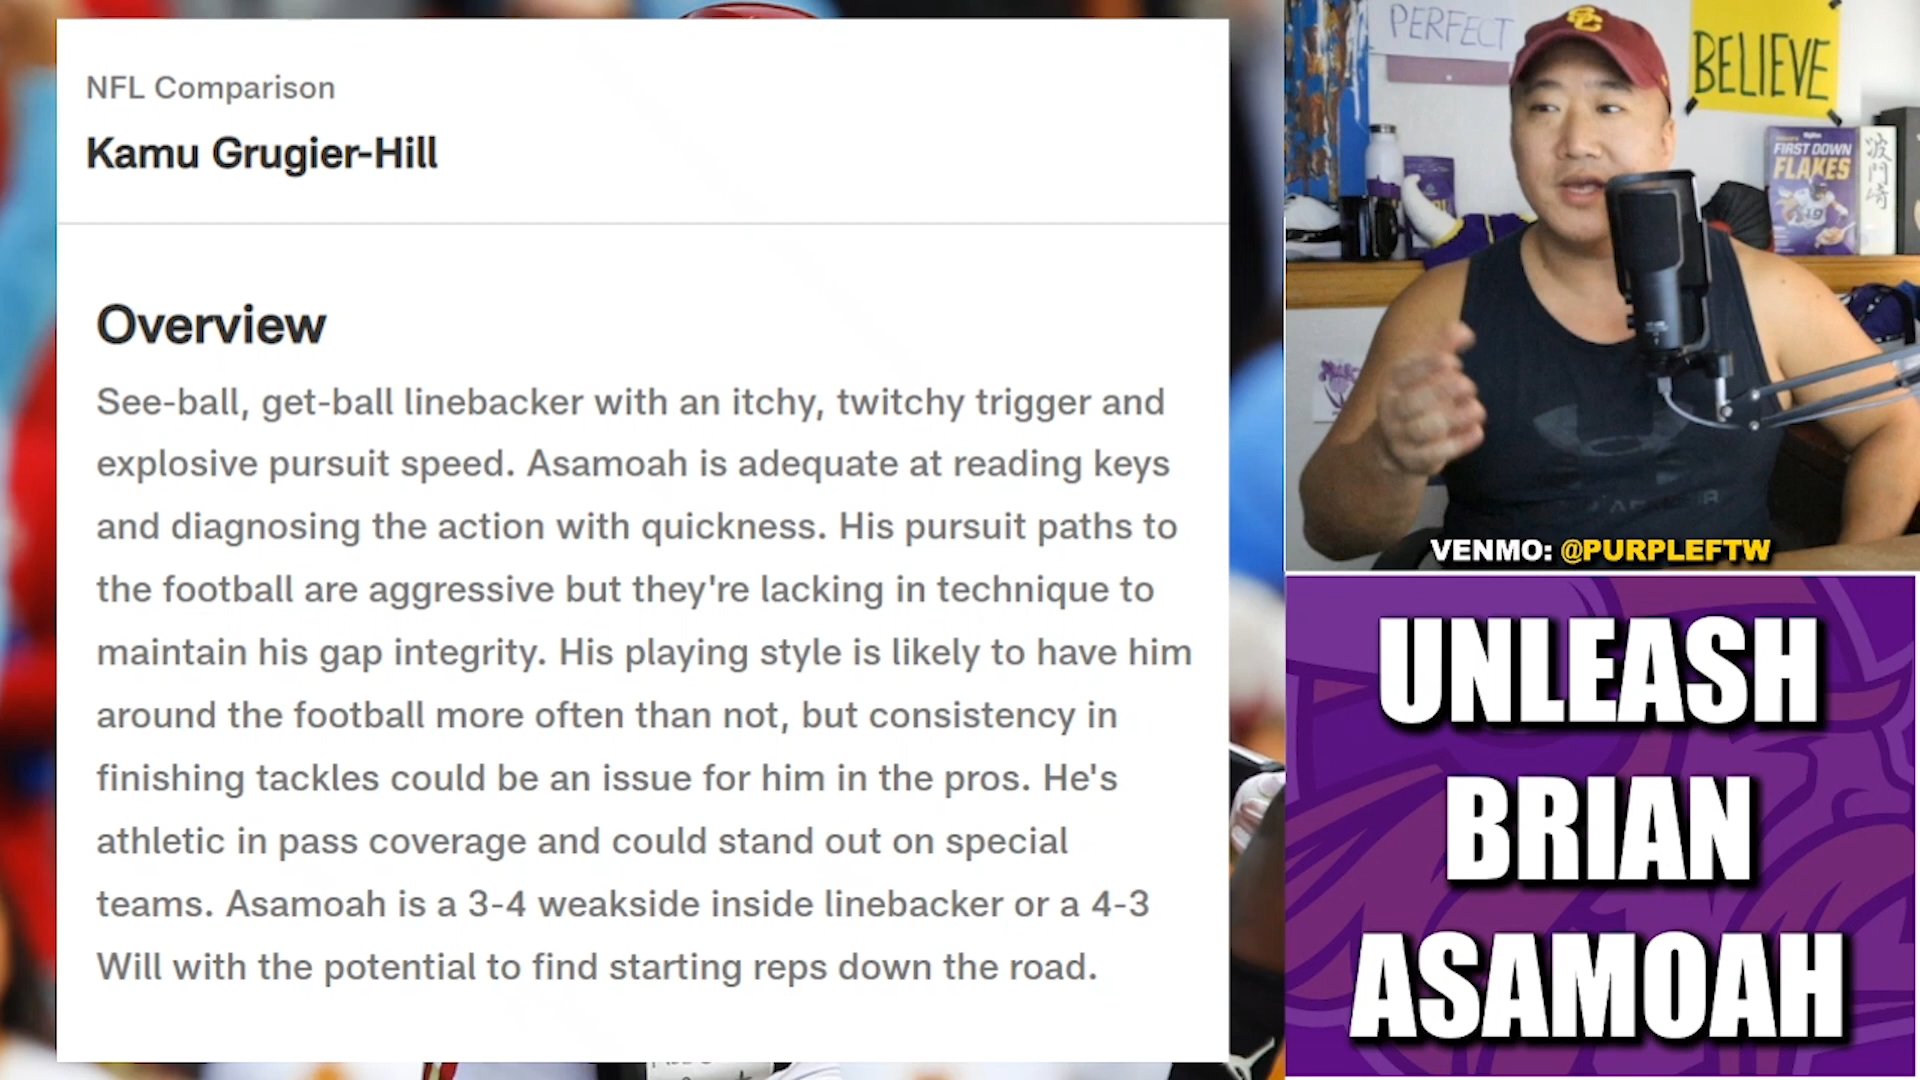 NFL Comparison
Kamu Grugier-Hill
Overview
See-ball, get-ball linebacker with an itchy, twitchy trigger and
explosive pursuit speed. Asamoah is adequate at reading keys
and diagnosing the action with quickness. His pursuit paths to
the football are aggressive but they're lacking in technique to
maintain his gap integrity. His playing style is likely to have him
around the football more often than not, but consistency in
finishing tackles could be an issue for him in the pros. He's
athletic in pass coverage and could stand out on special
teams. Asamoah is a 3-4 weakside inside linebacker or a 4-3
Will with the potential to find starting reps down the road.
PERFECT
SC
BELIEVE
FIRST DOWN
FLAKES
波
門
崎
VENMO: @PURPLEFTW
UNLEASH
BRIAN
ASAMOAH